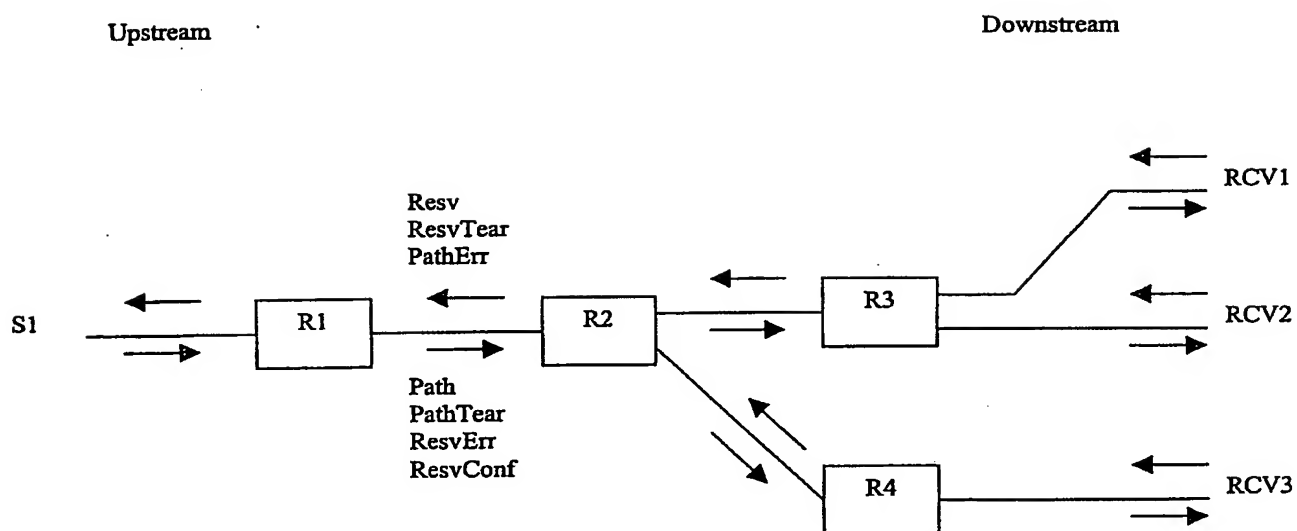 Upstream
Downstream
RCV1
Resv
ResvTear
PathErr
S1
R1
R2
R3
RCV2
Path
PathTear
ResvErr
ResvConf
R4
RCV3